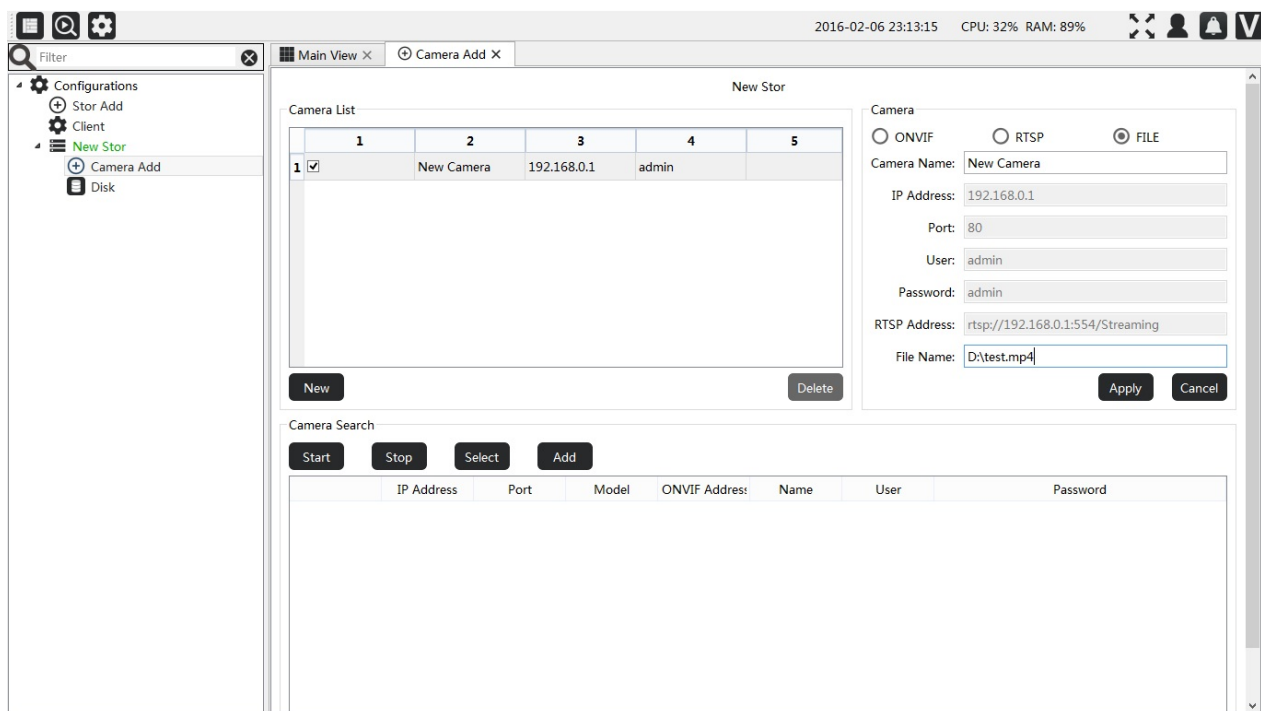 2016-02-06 23:13:15 CPU: 32% RAM: 89% V
Filter
Main View
Camera Add
Configurations
Stor Add
Client
New Stor
Camera Add
Disk
New Stor
Camera List
1 2 3 4 5
1 New Camera 192.168.0.1 admin
New Delete
Camera
ONVIF RTSP FILE
Camera Name: New Camera
IP Address: 192.168.0.1
Port: 80
User: admin
Password: admin
RTSP Address: rtsp://192.168.0.1:554/Streaming
File Name: D:\test.mp4
Apply Cancel
Camera Search
Start Stop Select Add
IP Address Port Model ONVIF Address Name User Password